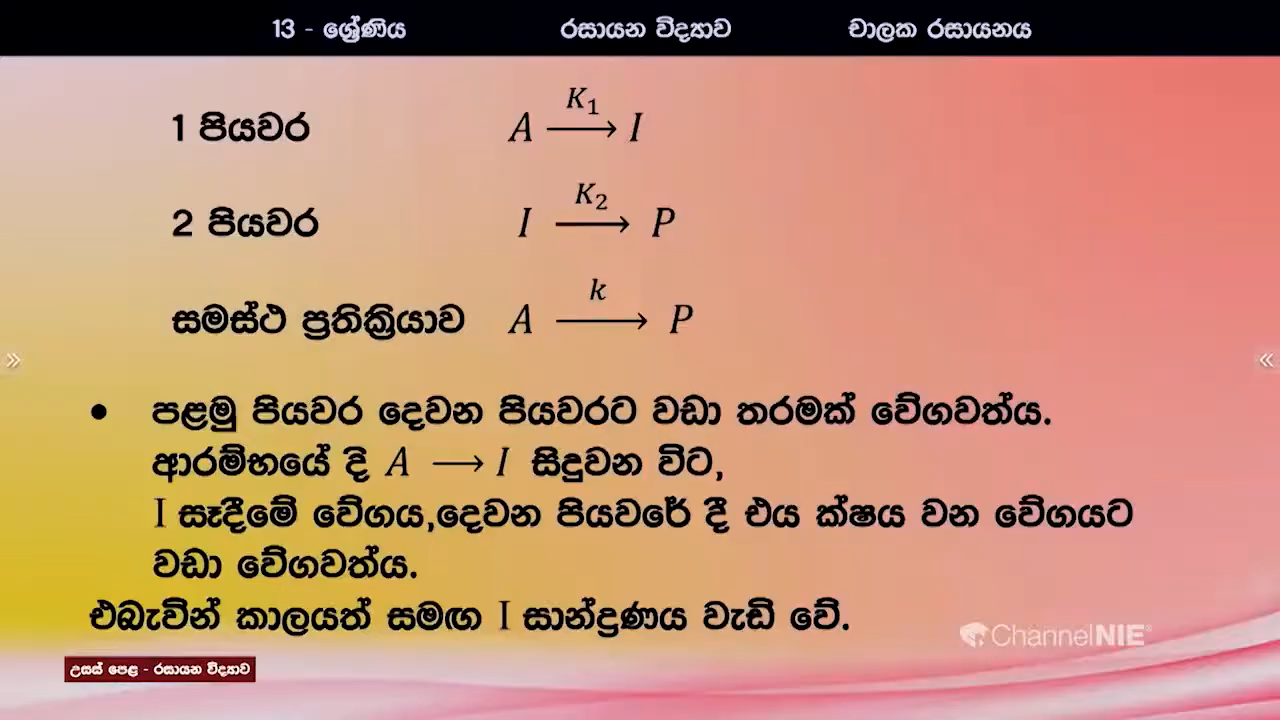 13 - ශ්‍රේණිය රසායන විද්‍යාව චාලක රසායනය
1 පියවර A K₁ ⟶ I
2 පියවර I K₂ ⟶ P
සමස්ථ ප්‍රතික්‍රියාව A k ⟶ P
• පළමු පියවර දෙවන පියවරට වඩා තරමක් වේගවත්ය.
ආරම්භයේ දි A ⟶ I සිදුවන විට,
I සෑදීමේ වේගය,දෙවන පියවරේ දී එය ක්ෂය වන වේගයට
වඩා වේගවත්ය.
එබැවින් කාලයත් සමඟ I සාන්ද්‍රණය වැඩි වේ.
ChannelNIE
උසස් පෙළ - රසායන විද්‍යාව